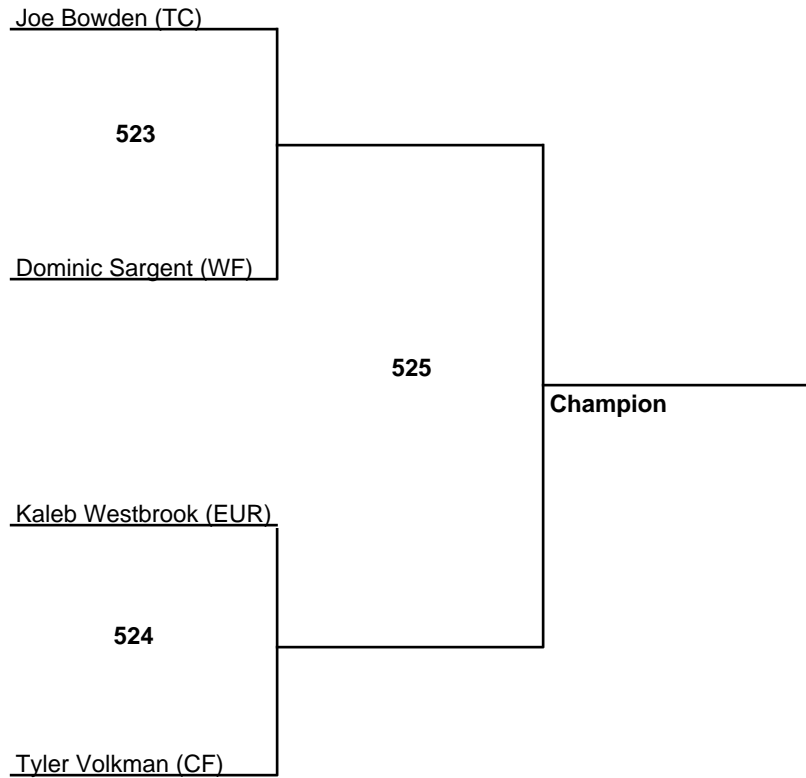 Joe Bowden (TC)
523
Dominic Sargent (WF)
525
Champion
Kaleb Westbrook (EUR)
524
Tyler Volkman (CF)